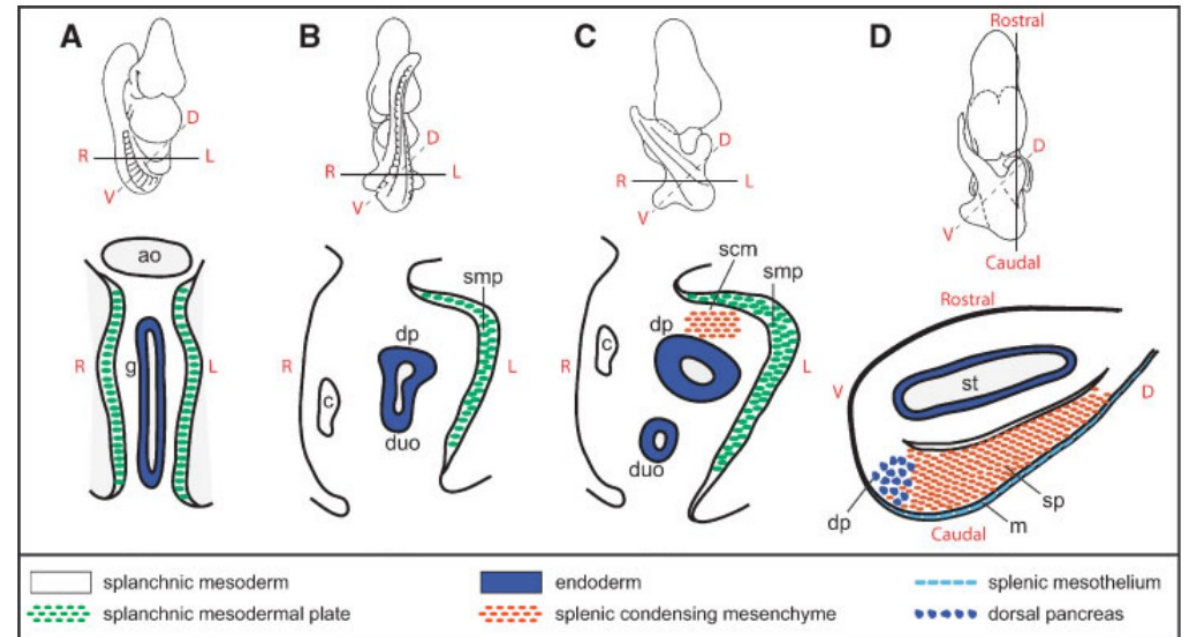 A
B
C
D
Rostral
D
R
L
V
D
R
L
V
D
R
L
V
D
V
Caudal
ao
R
g
L
R
c
dp
duo
smp
L
R
c
dp
duo
scm
smp
L
Rostral
V
st
D
dp
sp
m
Caudal
splanchnic mesoderm
endoderm
splenic mesothelium
splanchnic mesodermal plate
splenic condensing mesenchyme
dorsal pancreas